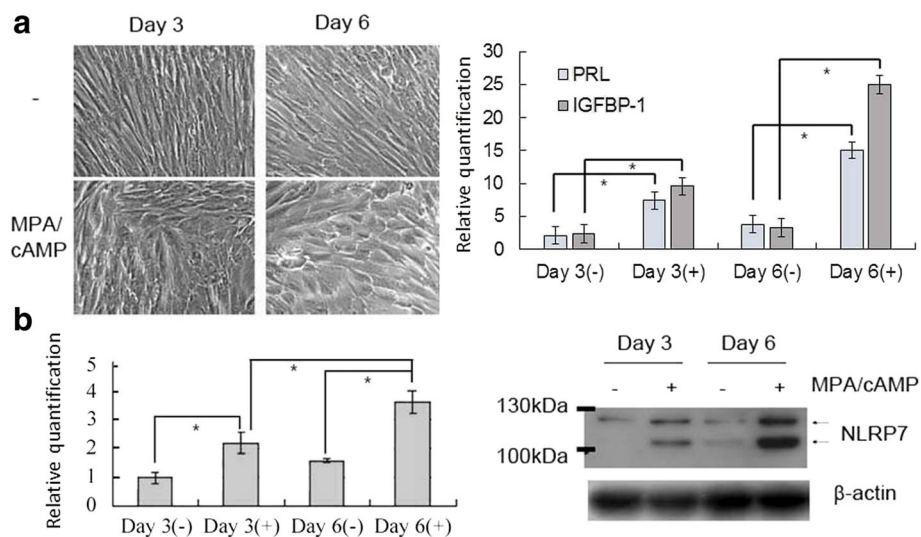 a
Day 3
Day 6
-
MPA/
cAMP
Relative quantification
30
25
20
15
10
5
0
PRL
IGFBP-1
*
*
*
*
Day 3(-)
Day 3(+)
Day 6(-)
Day 6(+)
b
Relative quantification
5
4
3
2
1
0
*
*
*
Day 3(-)
Day 3(+)
Day 6(-)
Day 6(+)
Day 3
Day 6
- + - + MPA/cAMP
130kDa
100kDa
NLRP7
β-actin